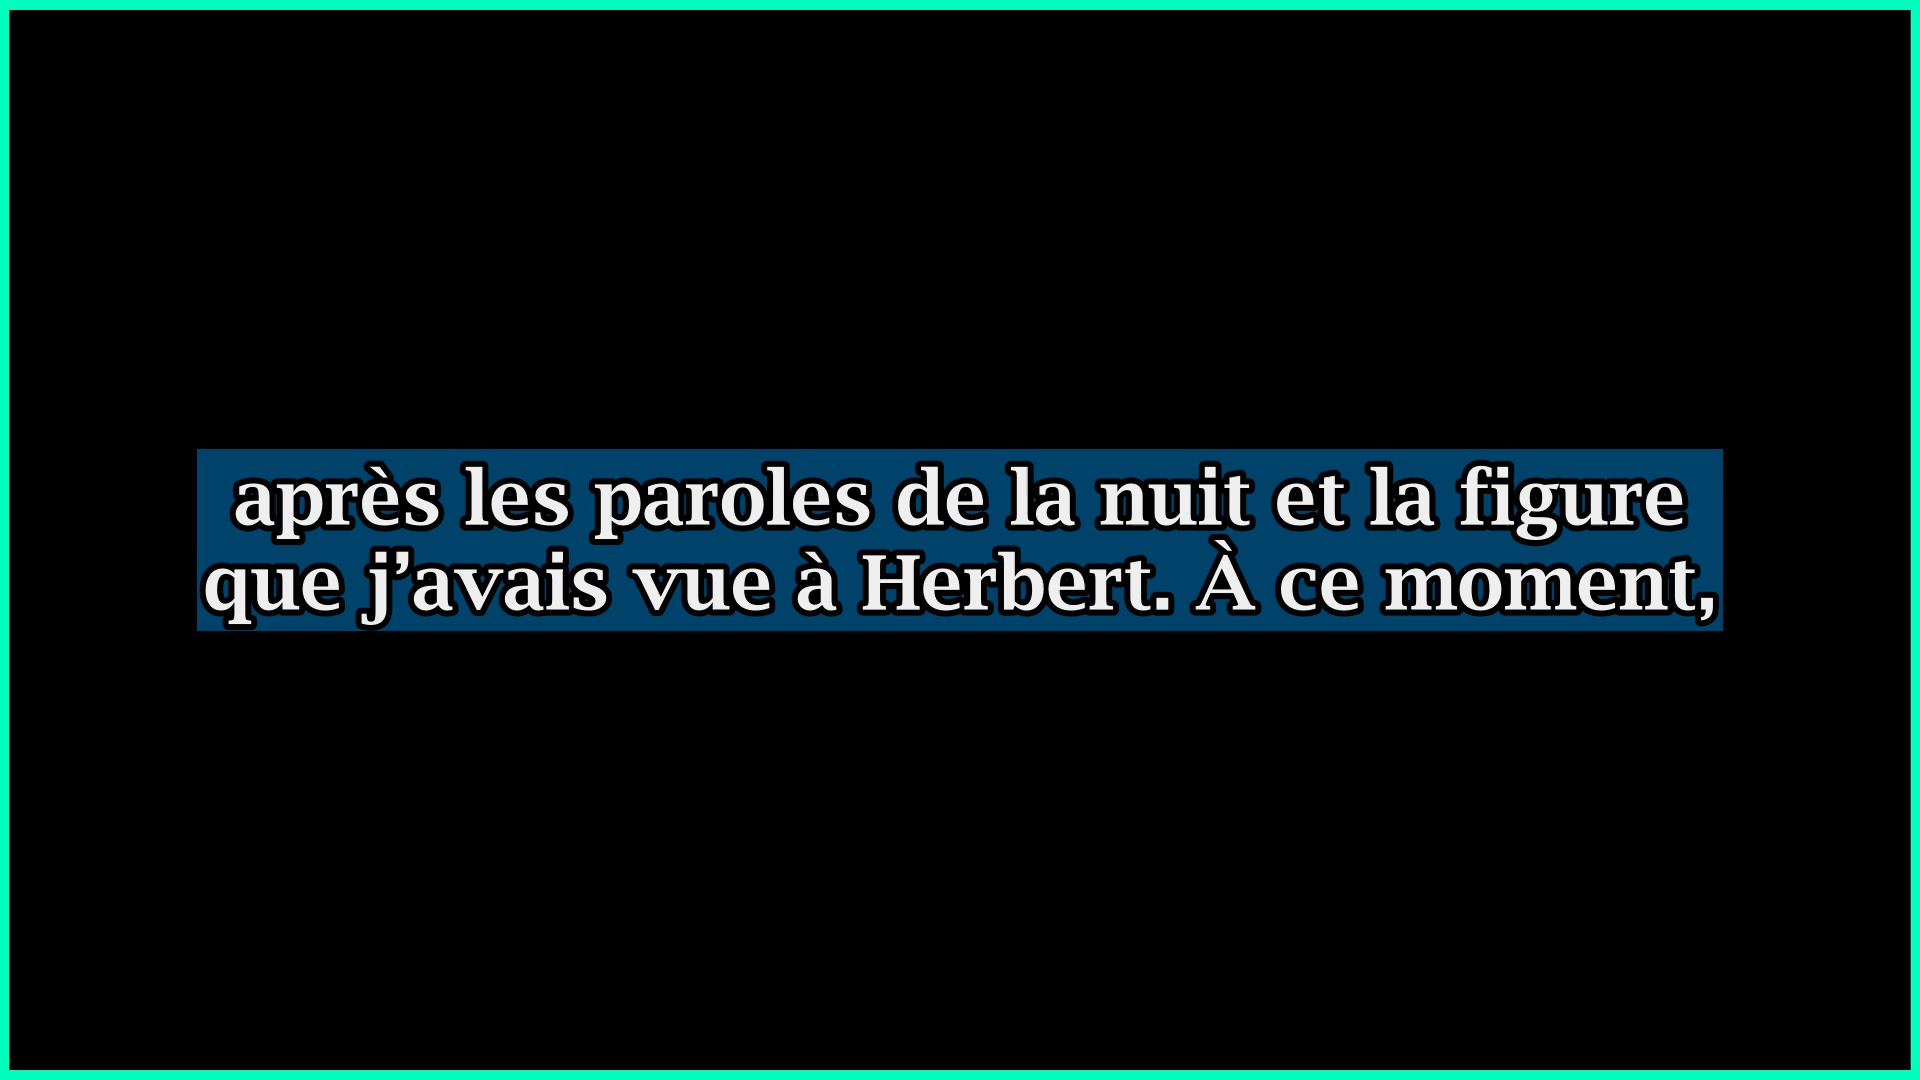 après les paroles de la nuit et la figure
que j’avais vue à Herbert. À ce moment,